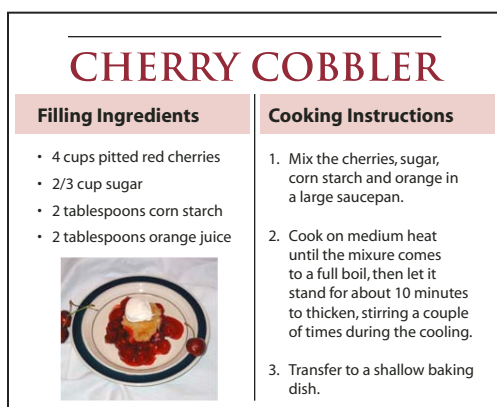 CHERRY COBBLER
Filling Ingredients
• 4 cups pitted red cherries
• 2/3 cup sugar
• 2 tablespoons corn starch
• 2 tablespoons orange juice
Cooking Instructions
1. Mix the cherries, sugar,
corn starch and orange in
a large saucepan.
2. Cook on medium heat
until the mixure comes
to a full boil, then let it
stand for about 10 minutes
to thicken, stirring a couple
of times during the cooling.
3. Transfer to a shallow baking
dish.